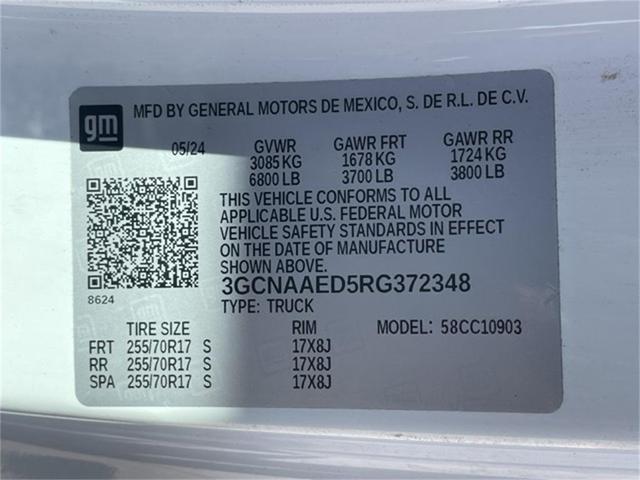 gm
MFD BY GENERAL MOTORS DE MEXICO, S. DE R.L. DE C.V.
05/24 GVWR GAWR FRT GAWR RR
3085 KG 1678 KG 1724 KG
6800 LB 3700 LB 3800 LB
THIS VEHICLE CONFORMS TO ALL
APPLICABLE U.S. FEDERAL MOTOR
VEHICLE SAFETY STANDARDS IN EFFECT
ON THE DATE OF MANUFACTURE
SHOWN ABOVE.
8624
3GCNAAED5RG372348
TYPE: TRUCK
TIRE SIZE RIM MODEL: 58CC10903
FRT 255/70R17 S 17X8J
RR 255/70R17 S 17X8J
SPA 255/70R17 S 17X8J